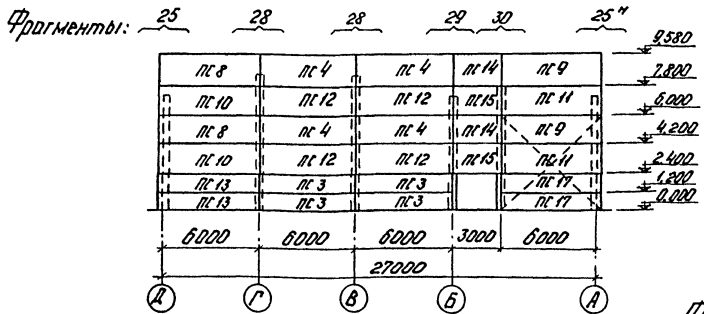 Фрагменты: 25 28 28 29 30 25"
9.580
ПС 8 ПС 4 ПС 4 ПС 14 ПС 9
7.800
ПС 10 ПС 12 ПС 12 ПС 15 ПС 11
6.000
ПС 8 ПС 4 ПС 4 ПС 14 ПС 9
4.200
ПС 10 ПС 12 ПС 12 ПС 15 ПС 11
2.400
ПС 13 ПС 3 ПС 3 ПС 17
1.200
ПС 13 ПС 3 ПС 3 ПС 17
0.000
6000 6000 6000 3000 6000
27000
Д Г В Б А